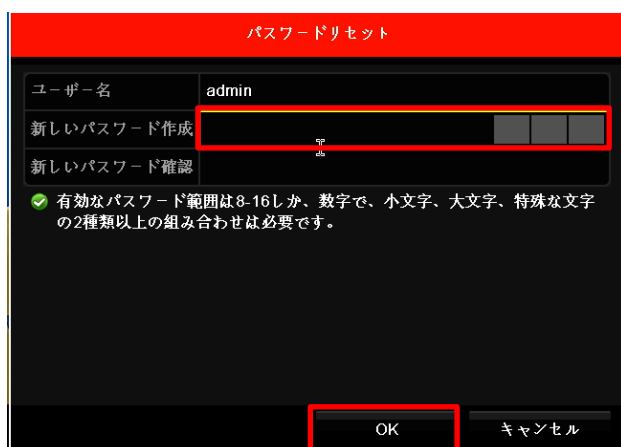 パスワードリセット
ユーザー名 admin
新しいパスワード作成
新しいパスワード確認
有効なパスワード範囲は8-16しか、数字で、小文字、大文字、特殊な文字
の2種類以上の組み合わせは必要です。
OK キャンセル